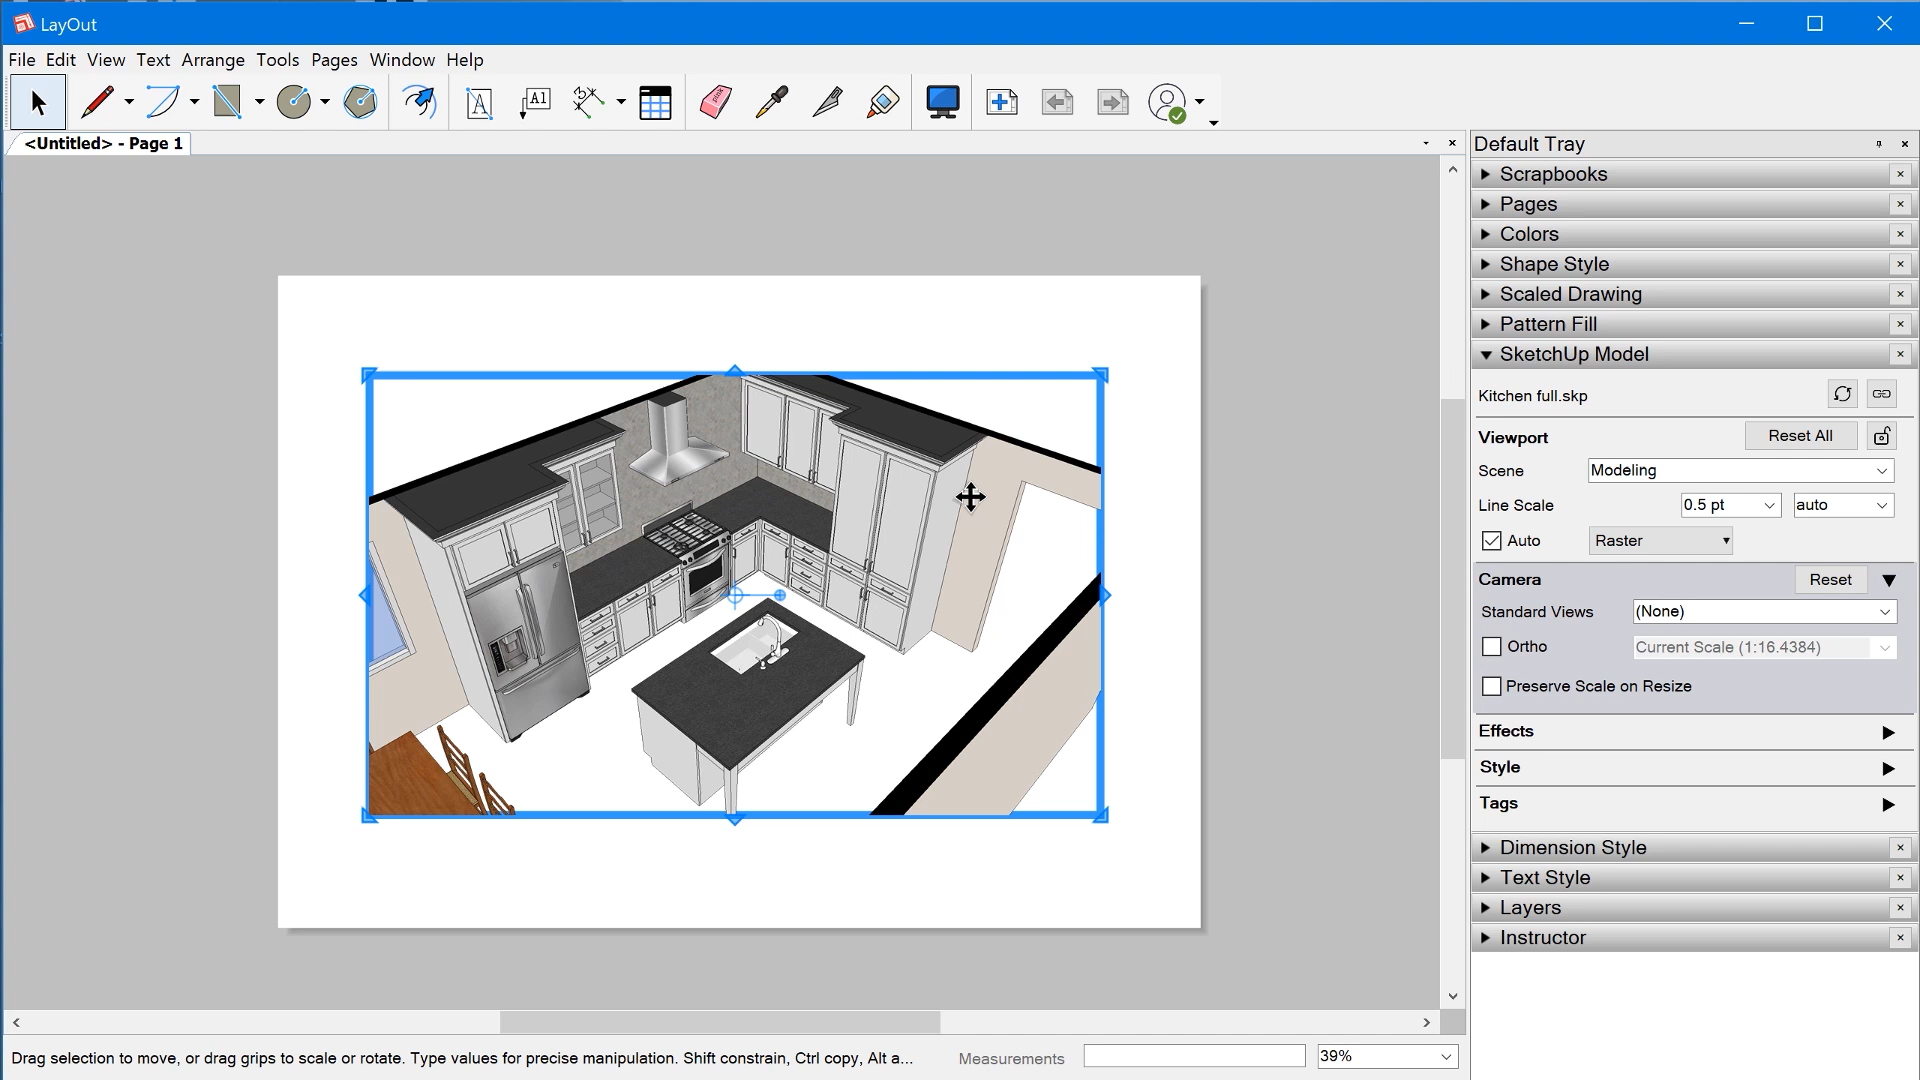 LayOut
File Edit View Text Arrange Tools Pages Window Help
A A1 3' pink
<Untitled> - Page 1
Default Tray
Scrapbooks
Pages
Colors
Shape Style
Scaled Drawing
Pattern Fill
SketchUp Model
Kitchen full.skp
Viewport Reset All
Scene Modeling
Line Scale 0.5 pt auto
Auto Raster
Camera Reset
Standard Views (None)
Ortho Current Scale (1:16.4384)
Preserve Scale on Resize
Effects
Style
Tags
Dimension Style
Text Style
Layers
Instructor
Drag selection to move, or drag grips to scale or rotate. Type values for precise manipulation. Shift constrain, Ctrl copy, Alt a... Measurements 39%